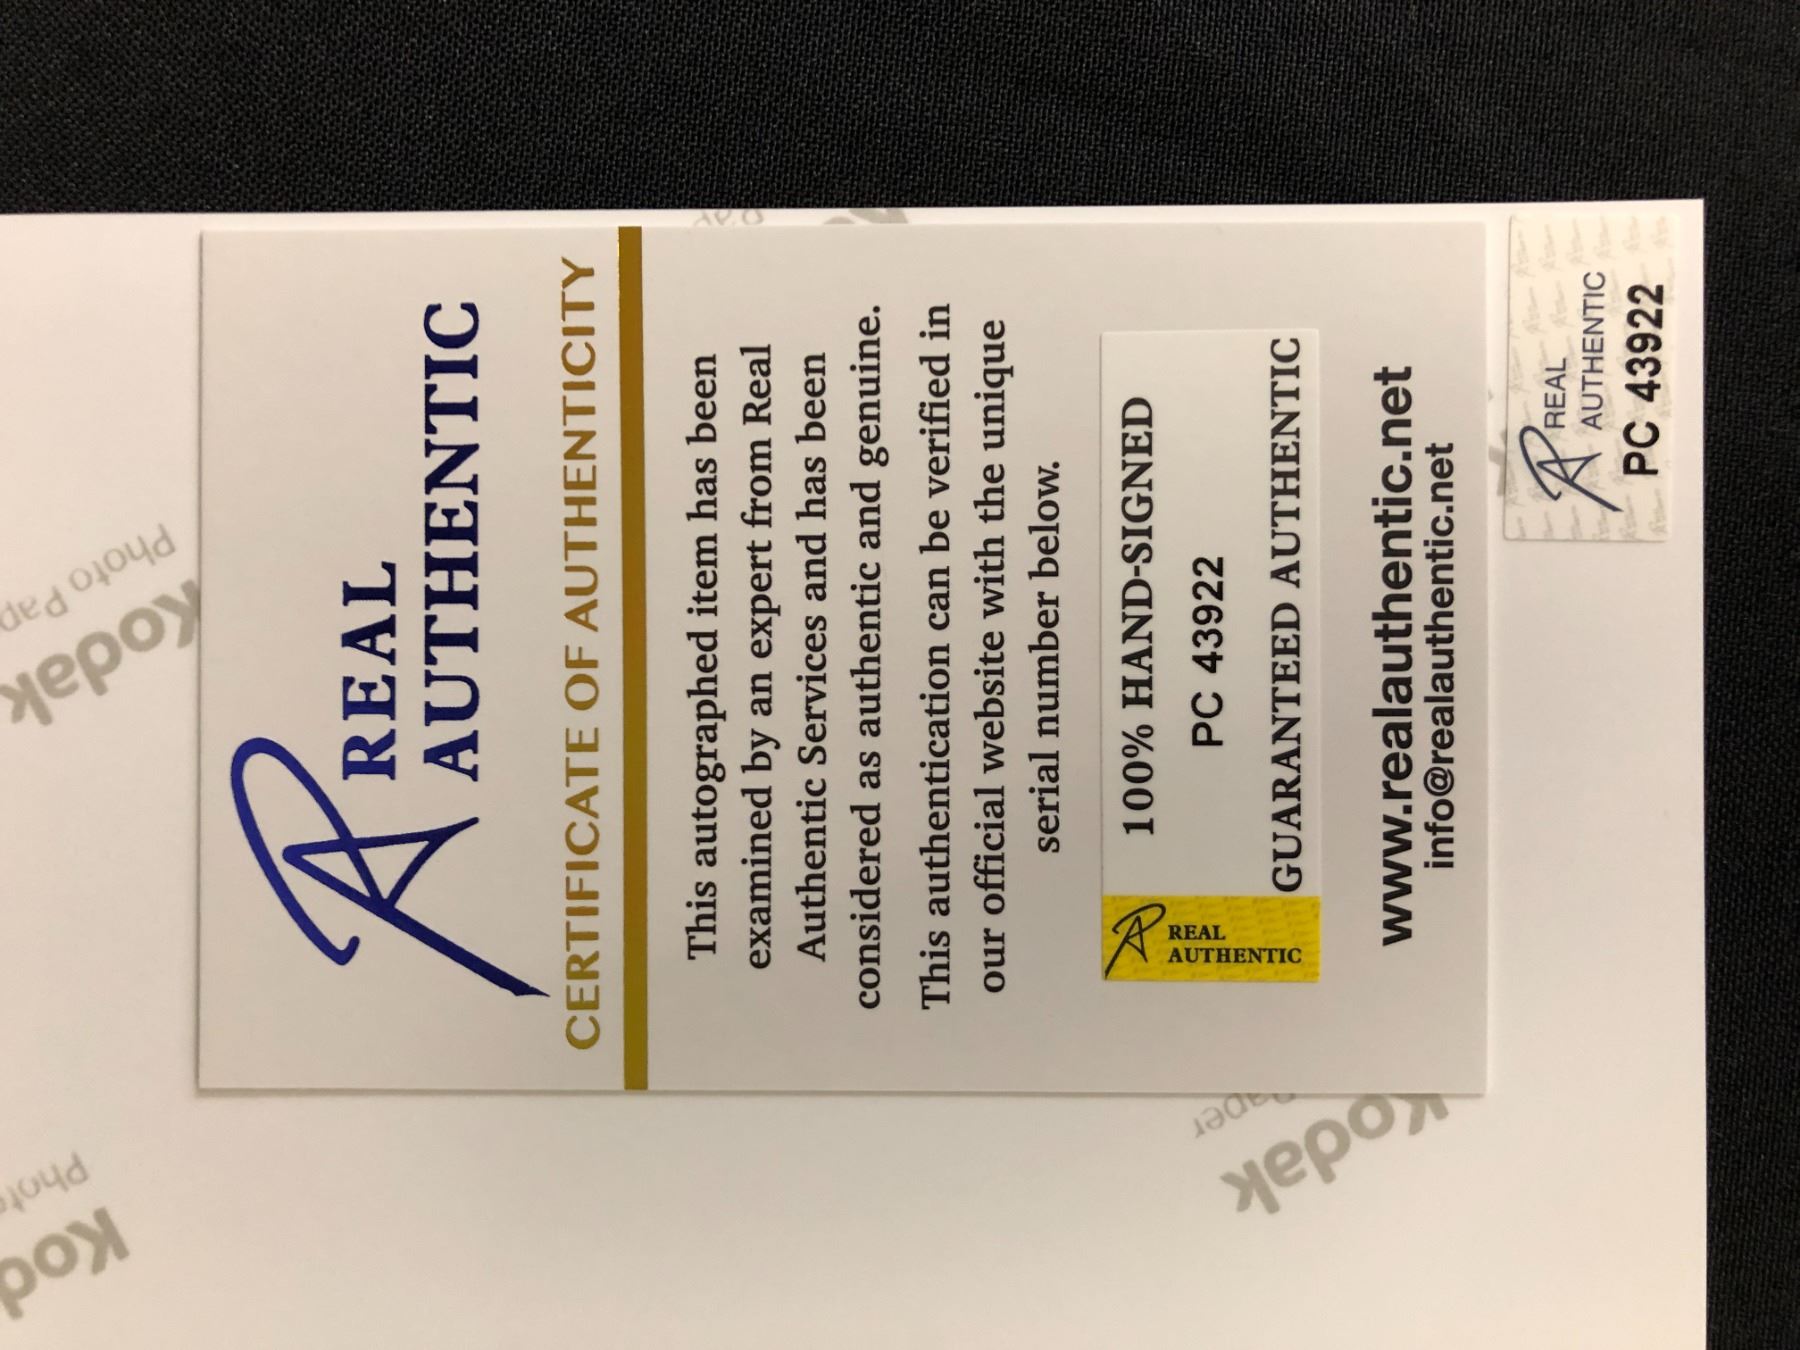 REAL
AUTHENTIC
CERTIFICATE OF AUTHENTICITY
This autographed item has been
examined by an expert from Real
Authentic Services and has been
considered as authentic and genuine.
This authentication can be verified in
our official website with the unique
serial number below.
REAL
AUTHENTIC
100% HAND-SIGNED
PC 43922
GUARANTEED AUTHENTIC
www.realauthentic.net
info@realauthentic.net
REAL
AUTHENTIC
PC 43922
Kodak
Photo Paper
Kodak
Paper
Kodak
Photo